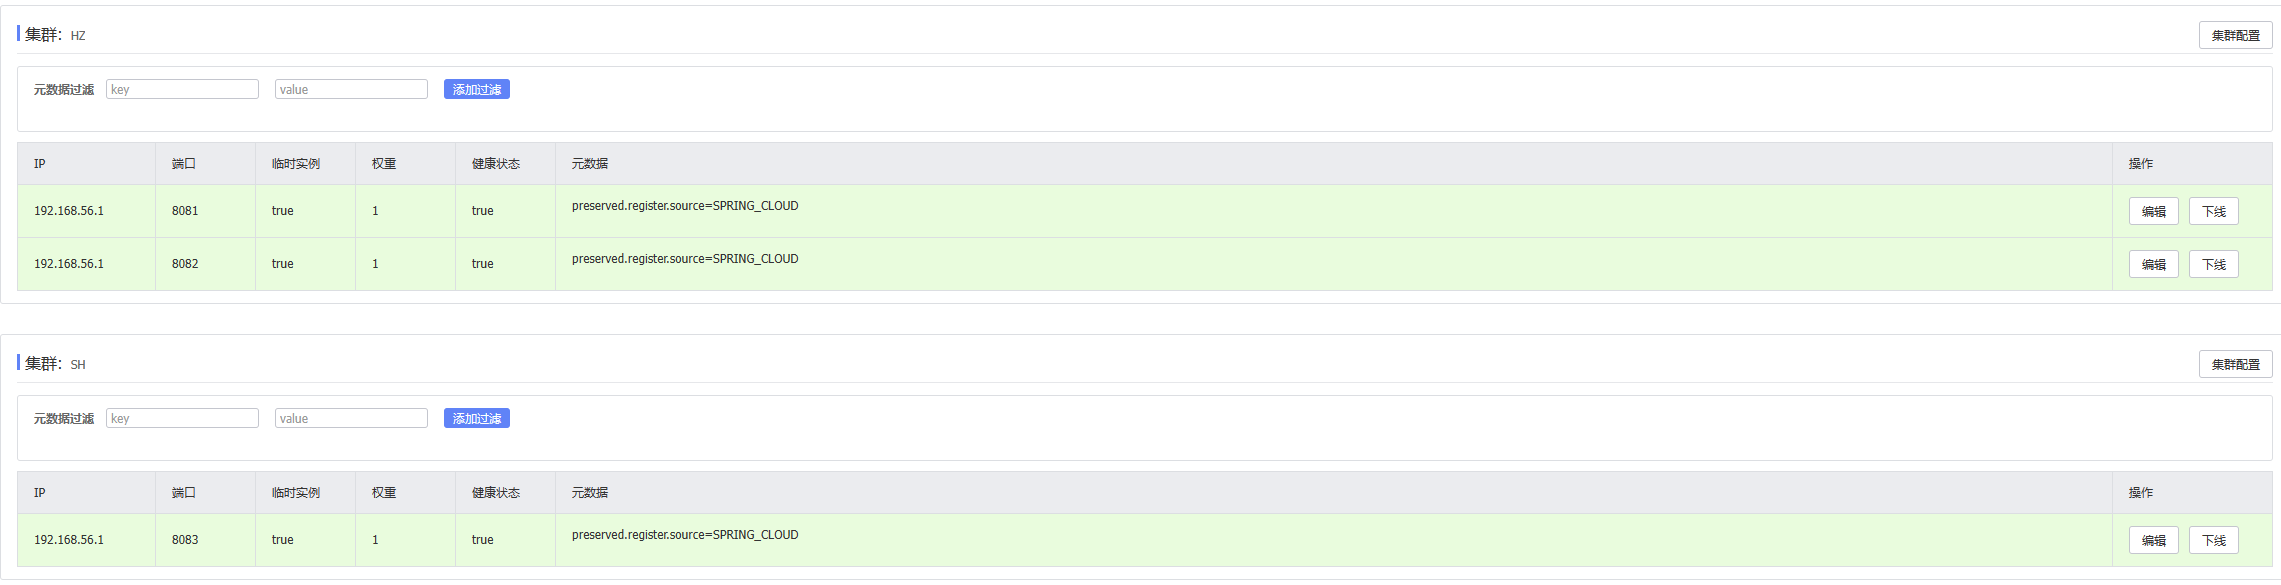 集群: HZ 集群配置
元数据过滤 key value 添加过滤
IP 端口 临时实例 权重 健康状态 元数据 操作
192.168.56.1 8081 true 1 true preserved.register.source=SPRING_CLOUD 编辑 下线
192.168.56.1 8082 true 1 true preserved.register.source=SPRING_CLOUD 编辑 下线
集群: SH 集群配置
元数据过滤 key value 添加过滤
IP 端口 临时实例 权重 健康状态 元数据 操作
192.168.56.1 8083 true 1 true preserved.register.source=SPRING_CLOUD 编辑 下线